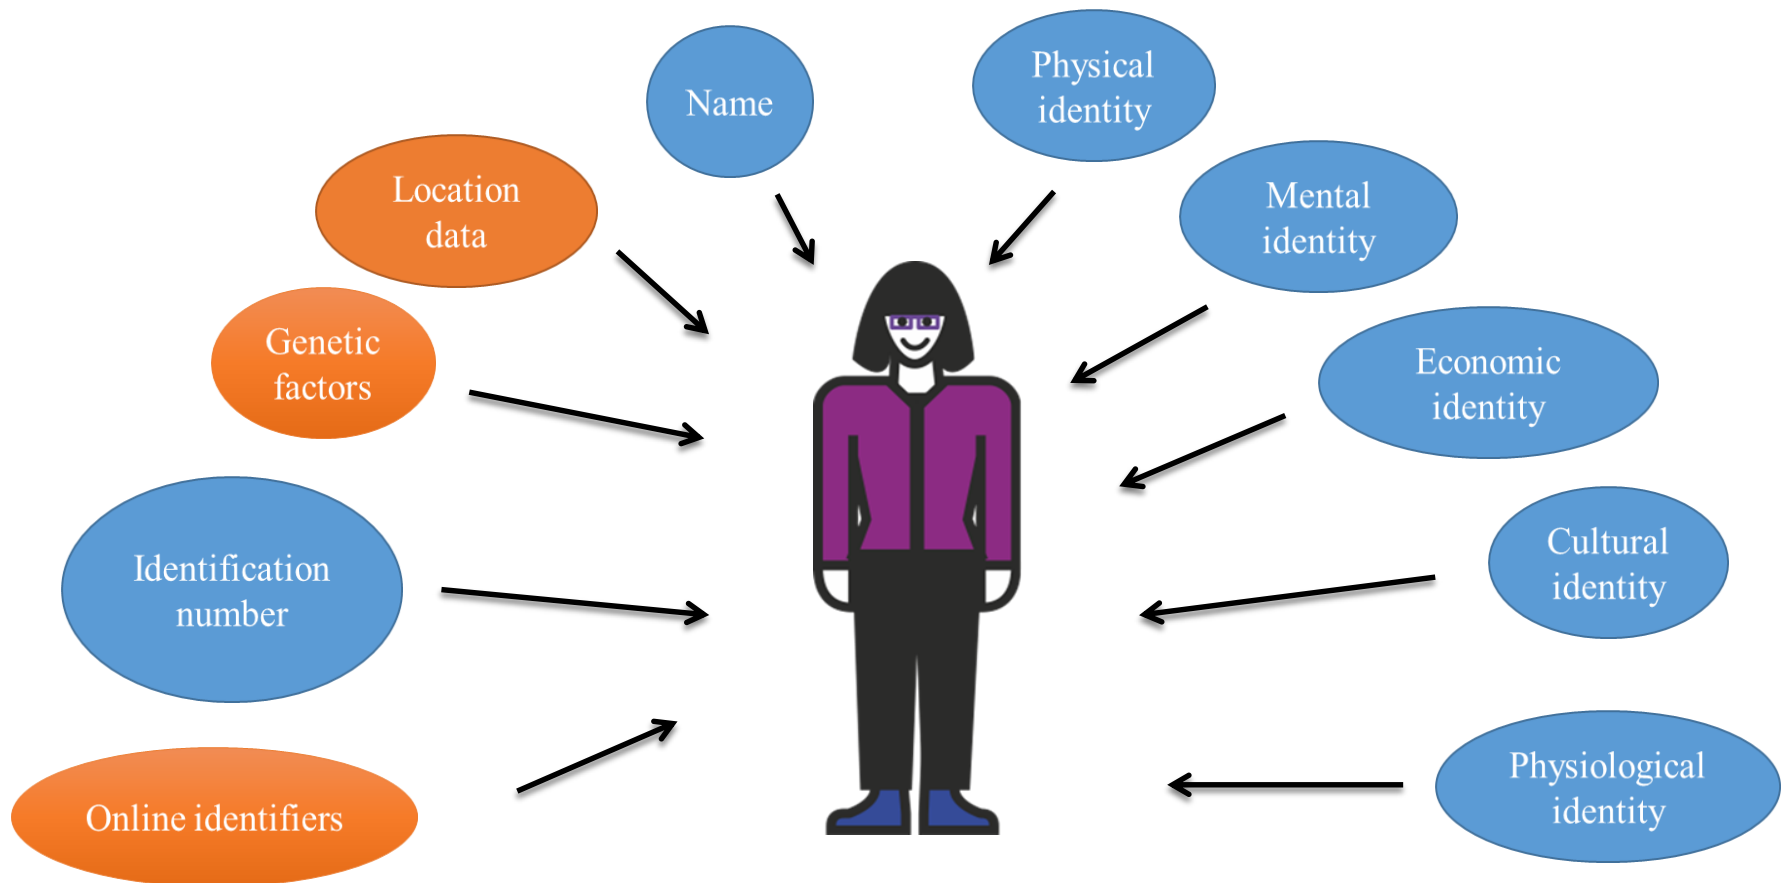 Name
Physical
identity
Location
data
Mental
identity
Genetic
factors
Economic
identity
Identification
number
Cultural
identity
Online identifiers
Physiological
identity